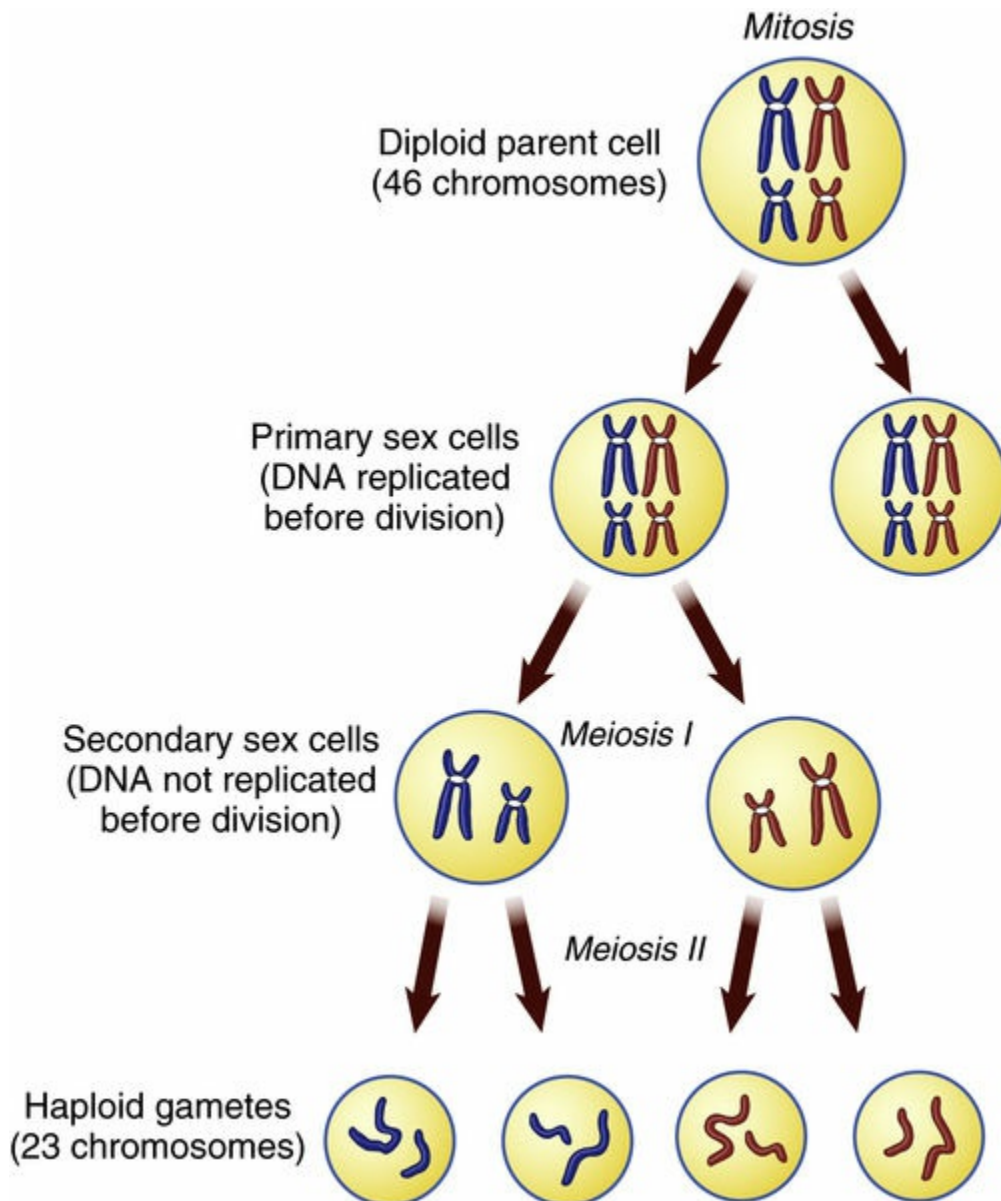 Mitosis
Diploid parent cell
(46 chromosomes)
Primary sex cells
(DNA replicated
before division)
Secondary sex cells
(DNA not replicated
before division)
Meiosis I
Meiosis II
Haploid gametes
(23 chromosomes)